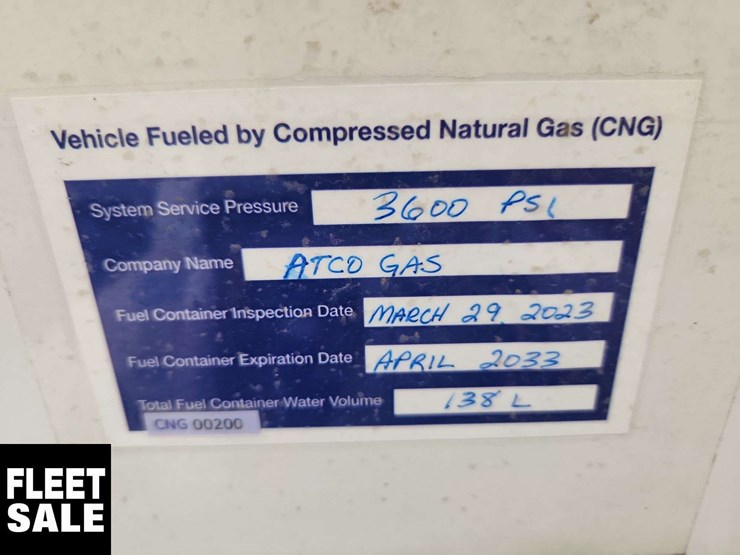 Vehicle Fueled by Compressed Natural Gas (CNG)
System Service Pressure 3600 PSI
Company Name ATCO GAS
Fuel Container Inspection Date MARCH 29, 2023
Fuel Container Expiration Date APRIL 2033
Total Fuel Container Water Volume 138 L
CNG 00200
FLEET
SALE